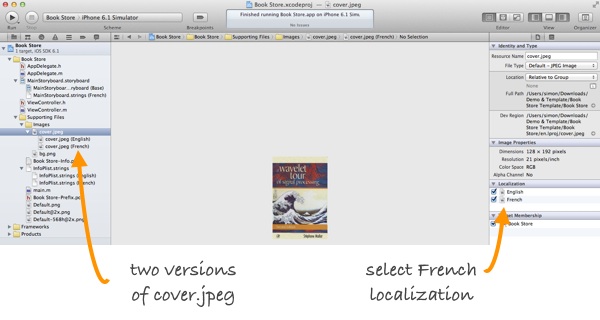 Book Store.xcodeproj — cover.jpeg
Book Store
iPhone 6.1 Simulator
Finished running Book Store.app on iPhone 6.1 Sim.
No Issues
Run
Stop
Scheme
Breakpoints
Editor
View
Organizer
Book Store
Book Store
Supporting Files
Images
cover.jpeg
cover.jpeg (French)
No Selection
Book Store
1 target, iOS SDK 6.1
Book Store
AppDelegate.h
AppDelegate.m
MainStoryboard.storyboard
MainStoryboar...ryboard (Base)
MainStoryboard.strings (French)
ViewController.h
ViewController.m
Supporting Files
Images
cover.jpeg
cover.jpeg (English)
cover.jpeg (French)
bg.png
Book Store-Info.p
InfoPlist.strings
InfoPlist.strings (English)
InfoPlist.strings (French)
main.m
Book Store-Prefix.pc
Default.png
Default@2x.png
Default-568h@2x.png
Frameworks
Products
wavelet
tour
of signal processing
Stéphane Mallat
Identity and Type
Resource Name cover.jpeg
File Type Default - JPEG Image
Location Relative to Group
Full Path /Users/simon/Downloads/
Demo & Template/Book
Store Template/Book
Dev Region /Users/simon/Downloads/
Demo & Template/Book
Store Template/Book
Store/en.lproj/cover.jpeg
Image Properties
Dimensions 128 × 192 pixels
Resolution 21 pixels/inch
Color Space RGB
Alpha Channel No
Localization
English
French
Target Membership
Book Store
two versions
of cover.jpeg
select French
localization